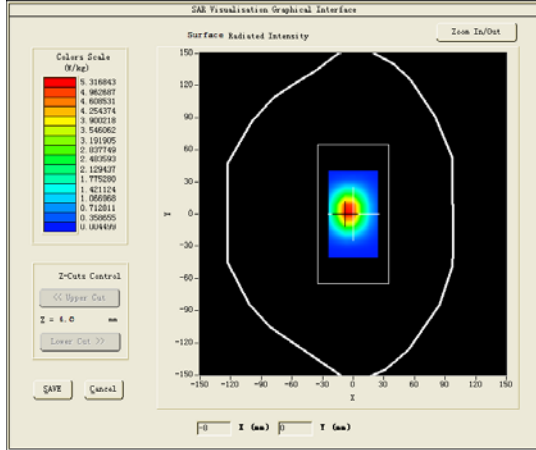 SAR Visualisation Graphical Interface
Surface Radiated Intensity
Zoom In/Out
Colors Scale
(W/kg)
5.316843
4.962687
4.608531
4.254374
3.900218
3.546062
3.191905
2.837749
2.483593
2.129437
1.775280
1.421124
1.066968
0.712811
0.358655
0.004499
150
120
90
60
30
0
-30
-60
-90
-120
-150
Y
-150 -120 -90 -60 -30 0 30 60 90 120 150
X
Z-Cuts Control
<< Upper Cut
Z = 4.0 mm
Lower Cut >>
SAVE Cancel
-0 X (mm) 0 Y (mm)